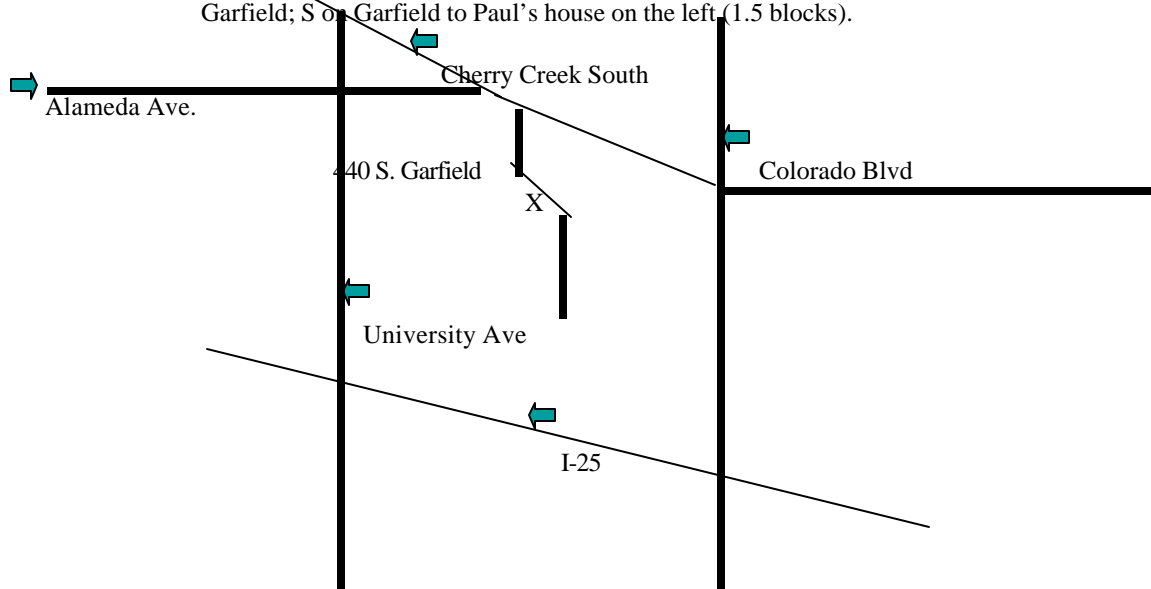 Garfield; S on Garfield to Paul’s house on the left (1.5 blocks).
Cherry Creek South
Alameda Ave.
440 S. Garfield
Colorado Blvd
X
University Ave
I-25